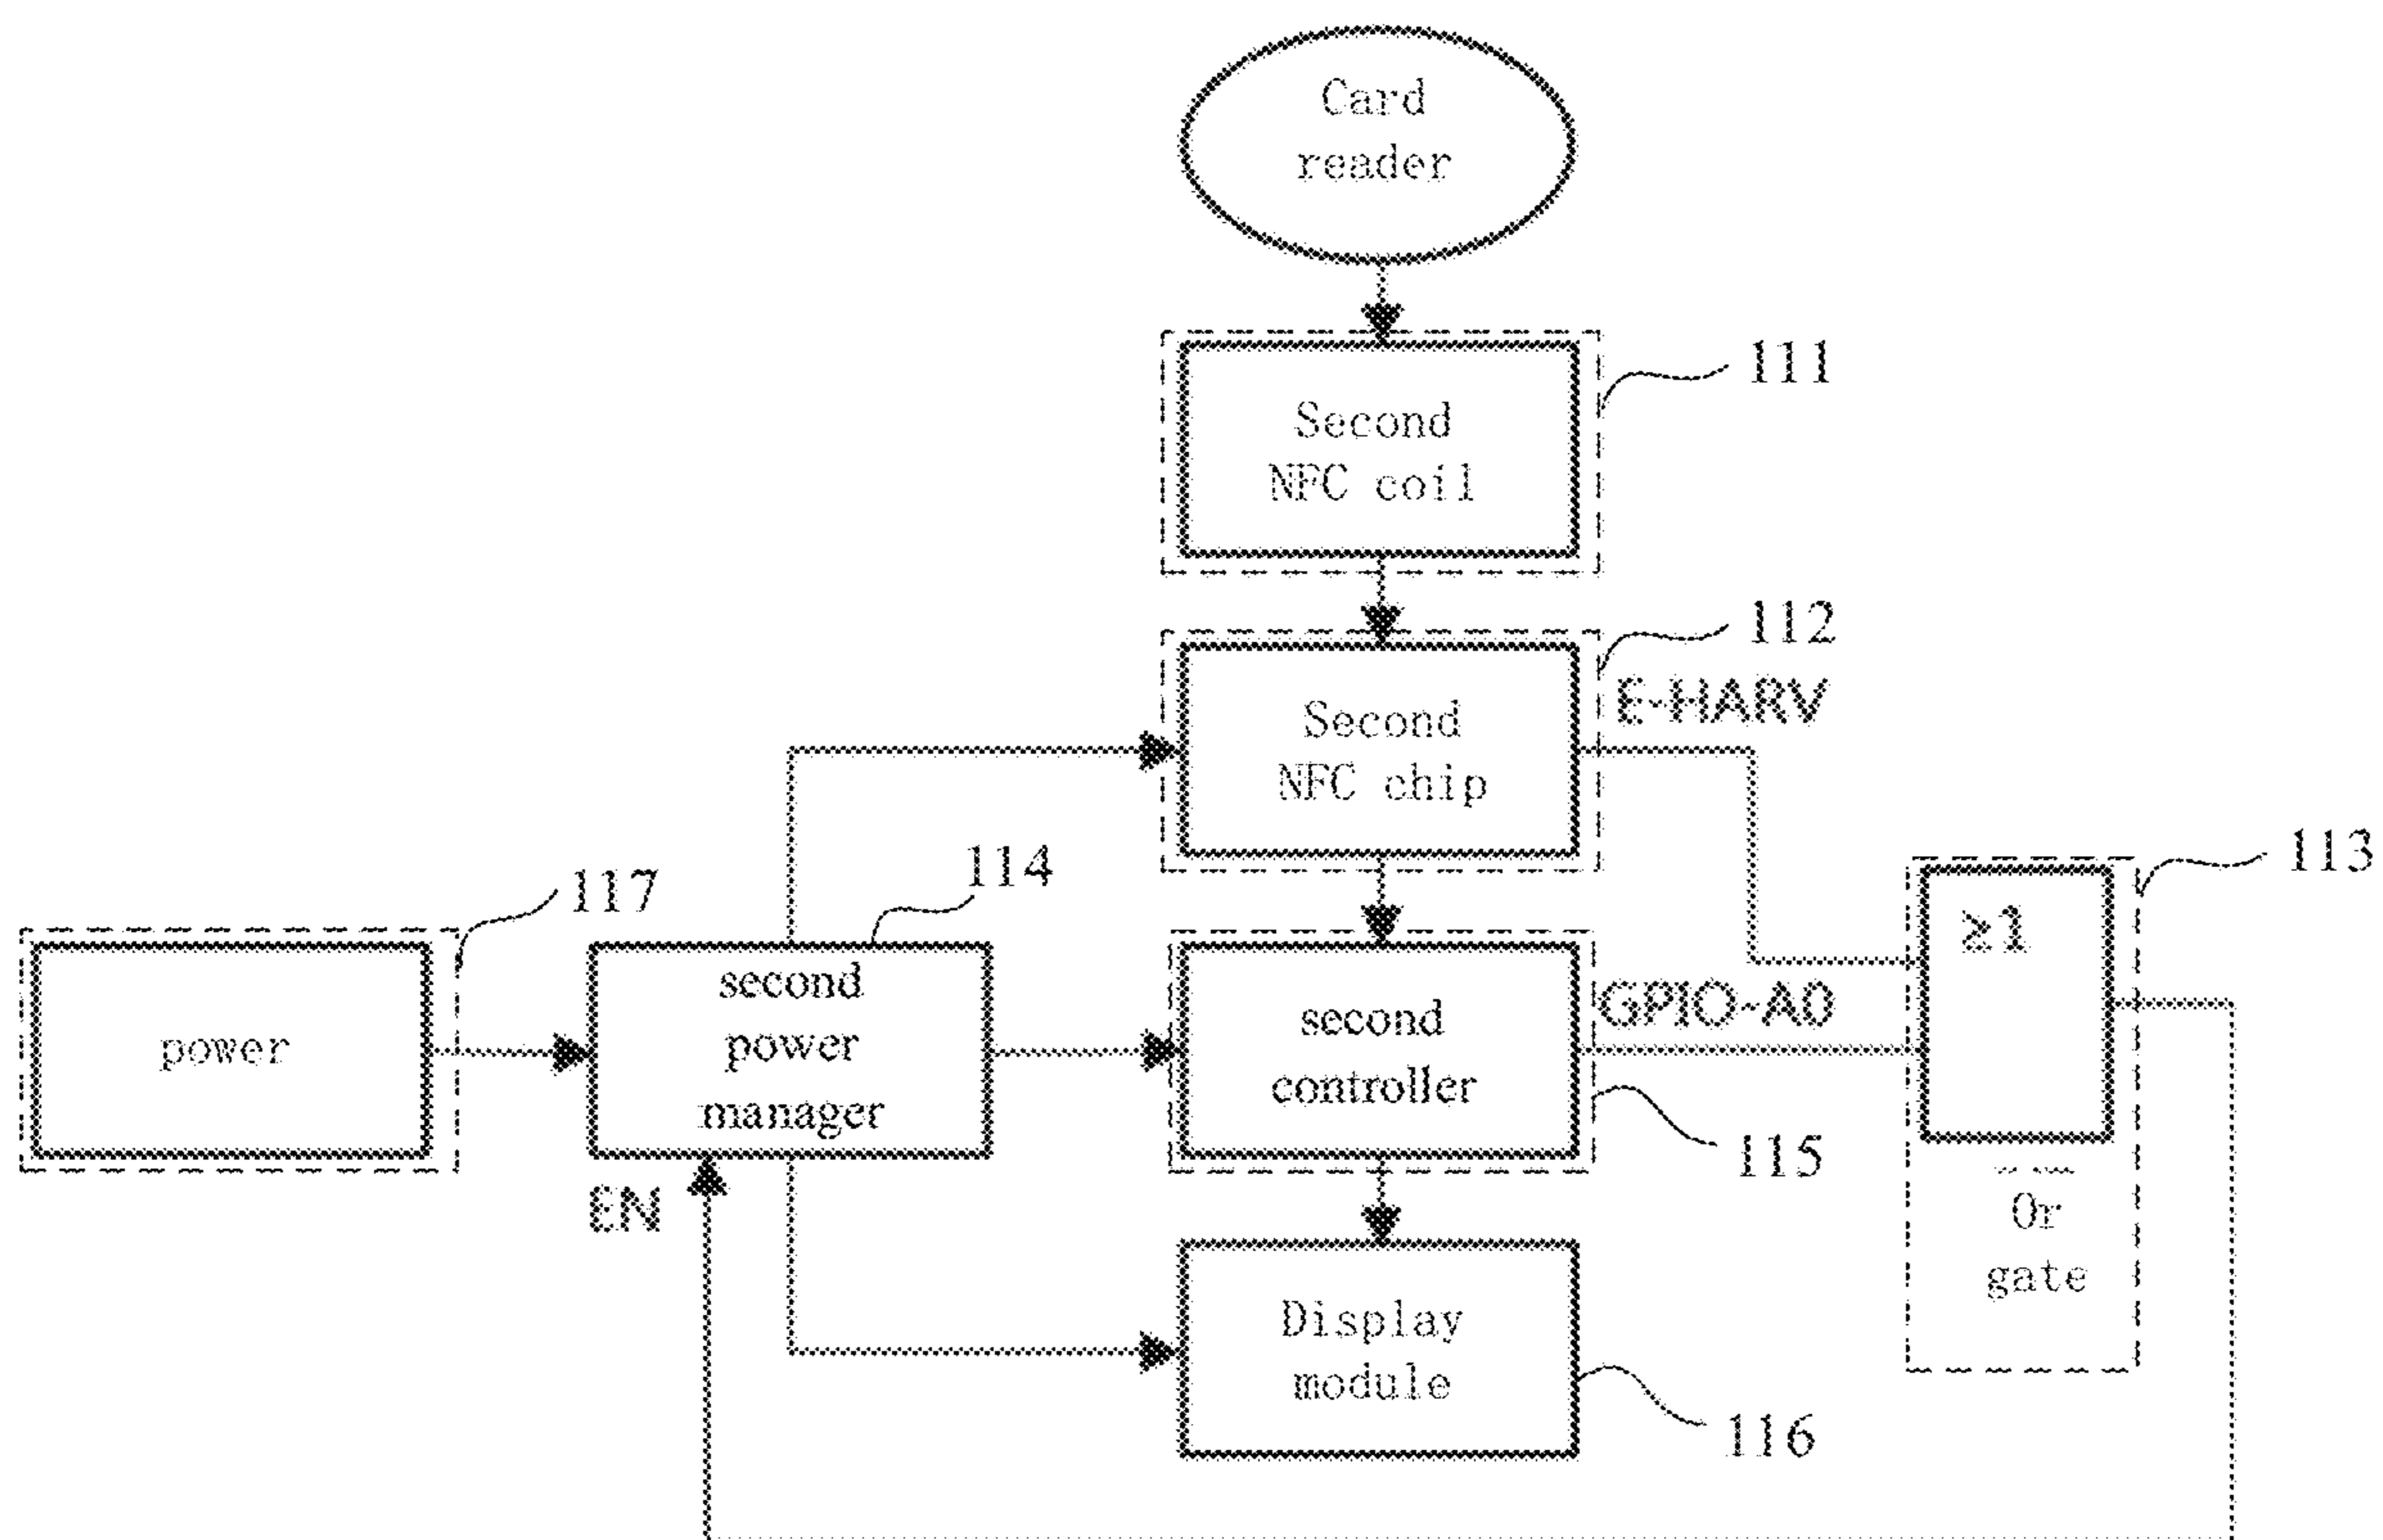 Card
reader
111
Second
NFC coil
112
E-HARV
Second
NFC chip
113
117
114
≥1
power
second
power
manager
second
controller
GPIO-A0
115
EN
Or
gate
Display
module
116